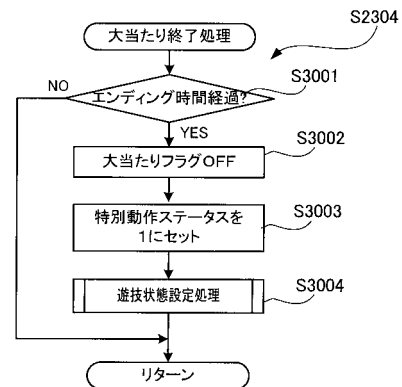 S2304
大当たり終了処理
S3001
NO
エンディング時間経過?
YES
S3002
大当たりフラグOFF
S3003
特別動作ステータスを
1にセット
S3004
遊技状態設定処理
リターン